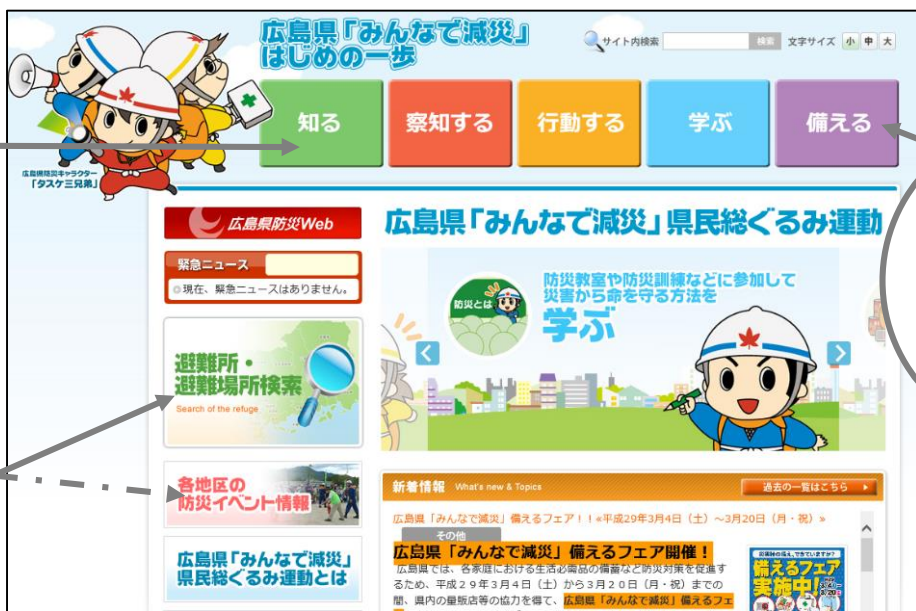 広島県「みんなで減災」
はじめの一歩
サイト内検索
検索
文字サイズ 小 中 大
知る
察知する
行動する
学ぶ
備える
広島県防災キャラクター
「タスケ三兄弟」
広島県防災Web
緊急ニュース
現在、緊急ニュースはありません。
避難所・
避難場所検索
Search of the refuge
各地区の
防災イベント情報
広島県「みんなで減災」
県民総ぐるみ運動とは
広島県「みんなで減災」県民総ぐるみ運動
防災とは
防災教室や防災訓練などに参加して
災害から命を守る方法を
学ぶ
新着情報 What's new & Topics
過去の一覧はこちら
広島県「みんなで減災」備えるフェア！！«平成29年3月4日（土）～3月20日（月・祝）»
その他
広島県「みんなで減災」備えるフェア開催！
広島県では、各家庭における生活必需品の備蓄など防災対策を促進す
るため、平成２９年３月４日（土）から３月２０日（月・祝）までの
間、県内の量販店等の協力を得て、広島県「みんなで減災」備えるフェ
災害時の備え、できていますか?
備えるフェア
実施中!